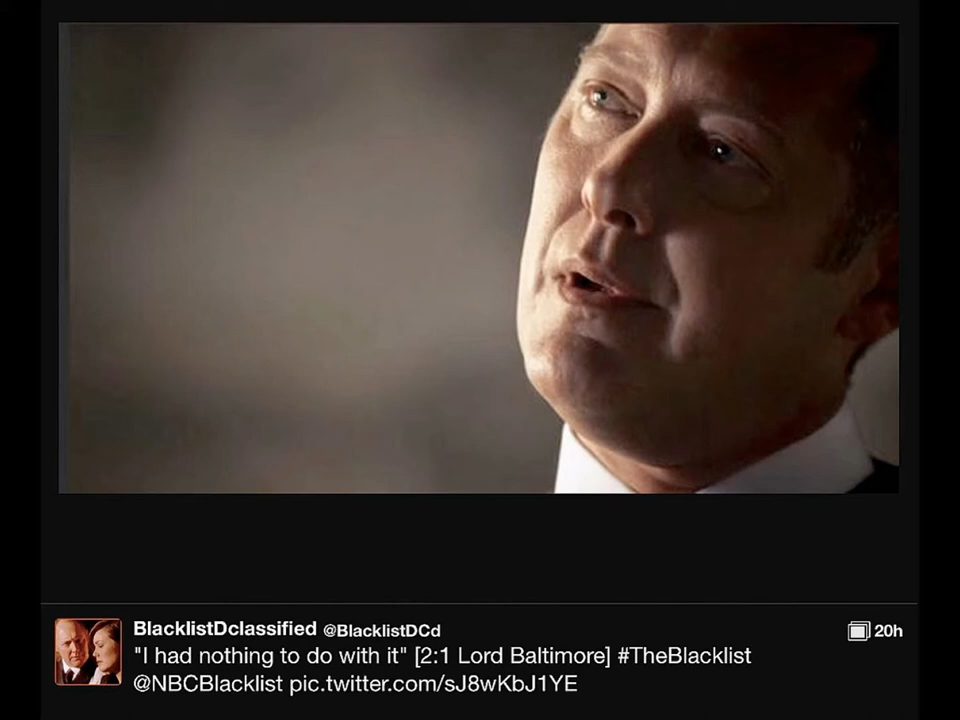 BlacklistDclassified @BlacklistDCd
20h
"I had nothing to do with it" [2:1 Lord Baltimore] #TheBlacklist
@NBCBlacklist pic.twitter.com/sJ8wKbJ1YE